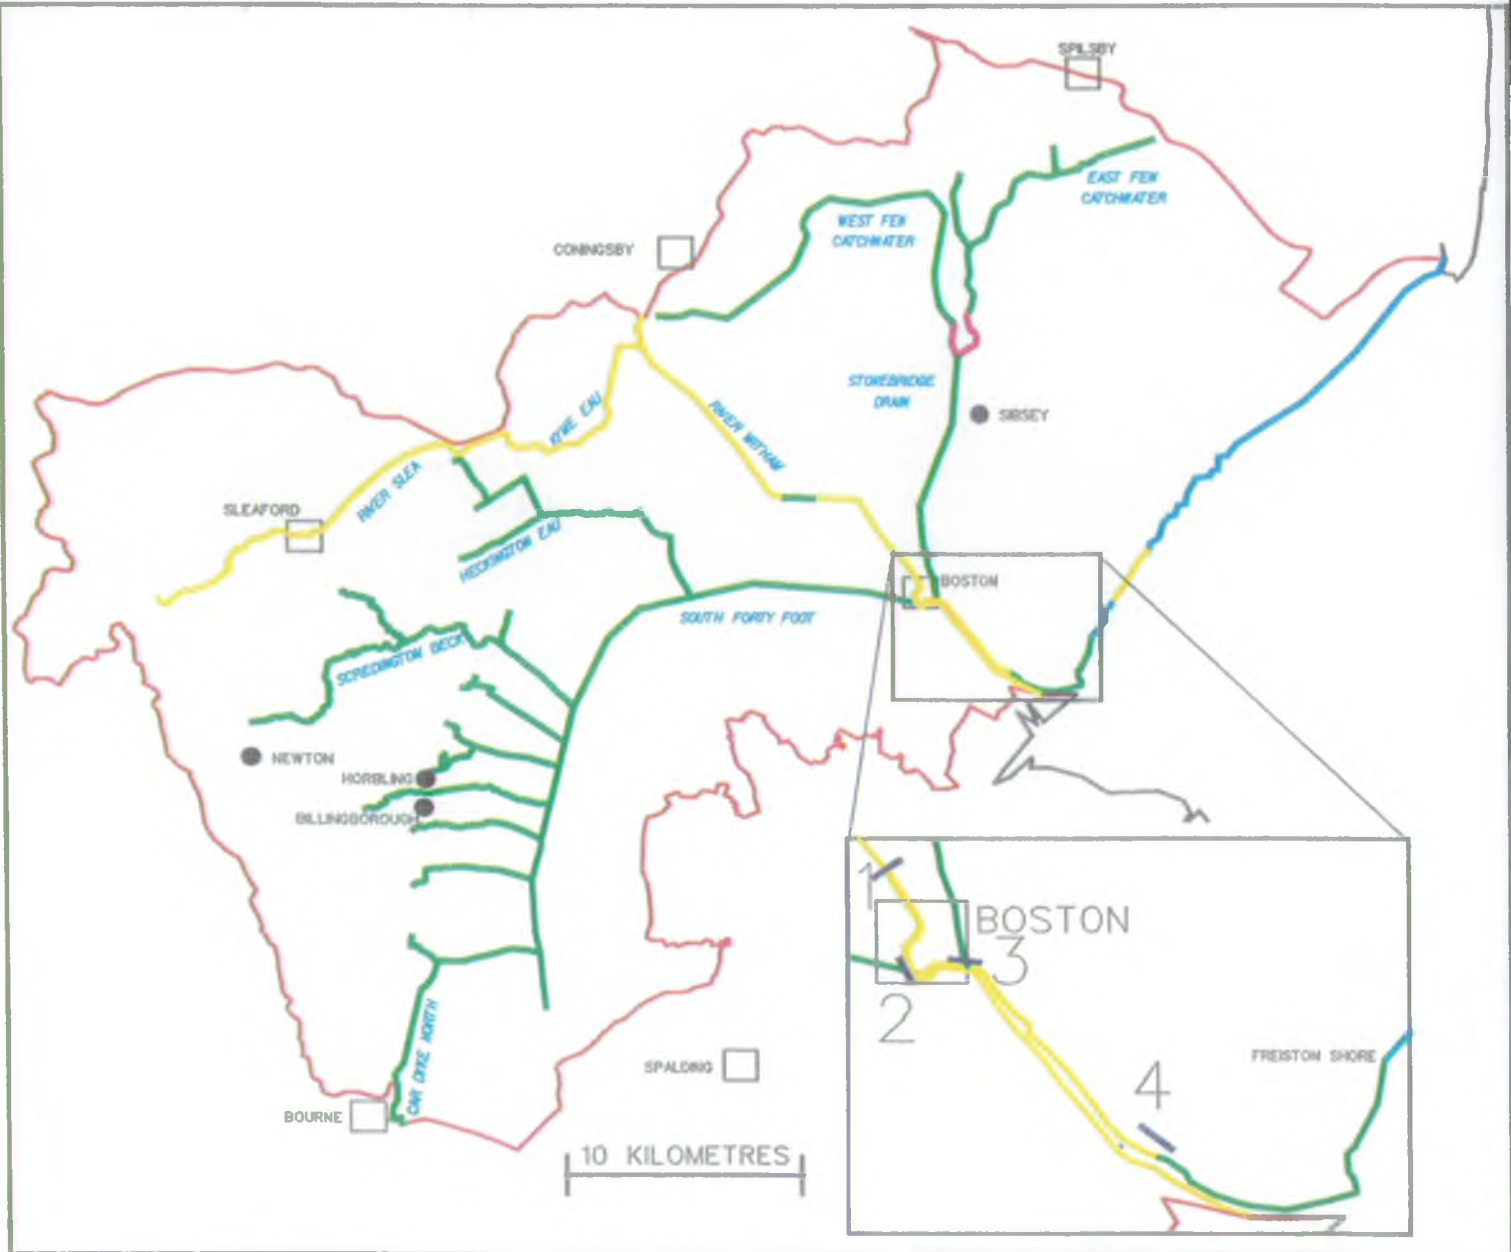 SPILSBY
EAST FEN
CATCHWATER
WEST FEN
CATCHWATER
CONINGSBY
STONEBRIDGE
DRAIN
SIBSEY
KYME EAU
RIVER WITHAM
RIVER SLEA
SLEAFORD
HECKINGTON EAU
BOSTON
SOUTH FORTY FOOT
SCREDINGTON BECK
NEWTON
HORBLING
BILLINGBOROUGH
1
BOSTON
3
2
CAR DYKE NORTH
FREISTON SHORE
SPALDING
4
BOURNE
10 KILOMETRES